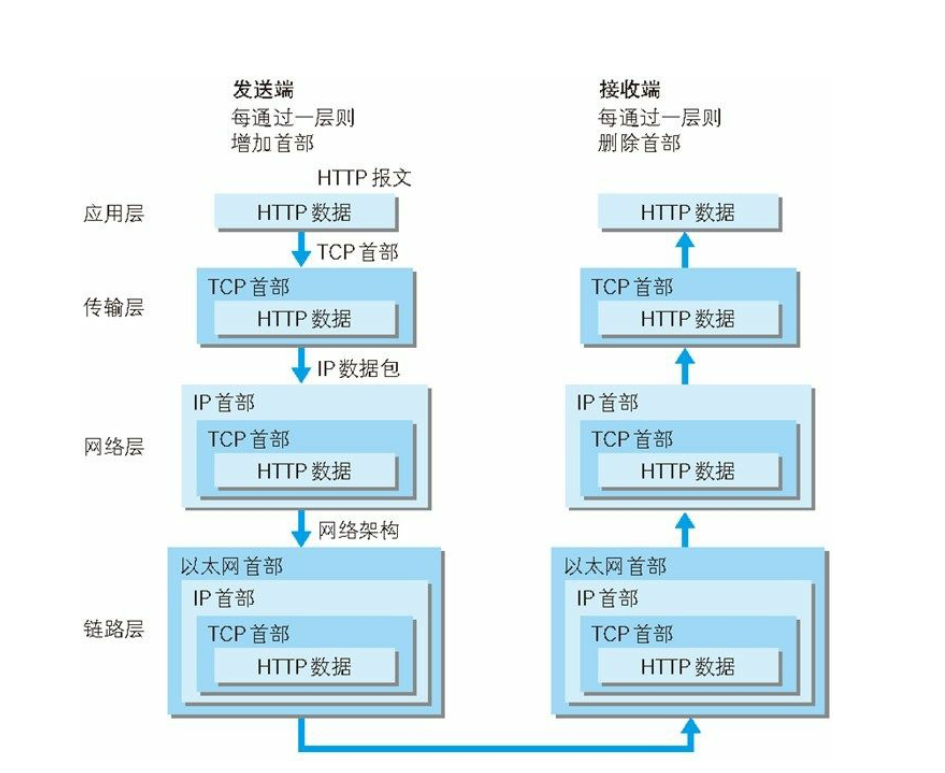 发送端
每通过一层则
增加首部
接收端
每通过一层则
删除首部
HTTP 报文
应用层
HTTP 数据
HTTP 数据
TCP 首部
传输层
TCP 首部
HTTP 数据
TCP 首部
HTTP 数据
IP 数据包
网络层
IP 首部
TCP 首部
HTTP 数据
IP 首部
TCP 首部
HTTP 数据
网络架构
链路层
以太网首部
IP 首部
TCP 首部
HTTP 数据
以太网首部
IP 首部
TCP 首部
HTTP 数据